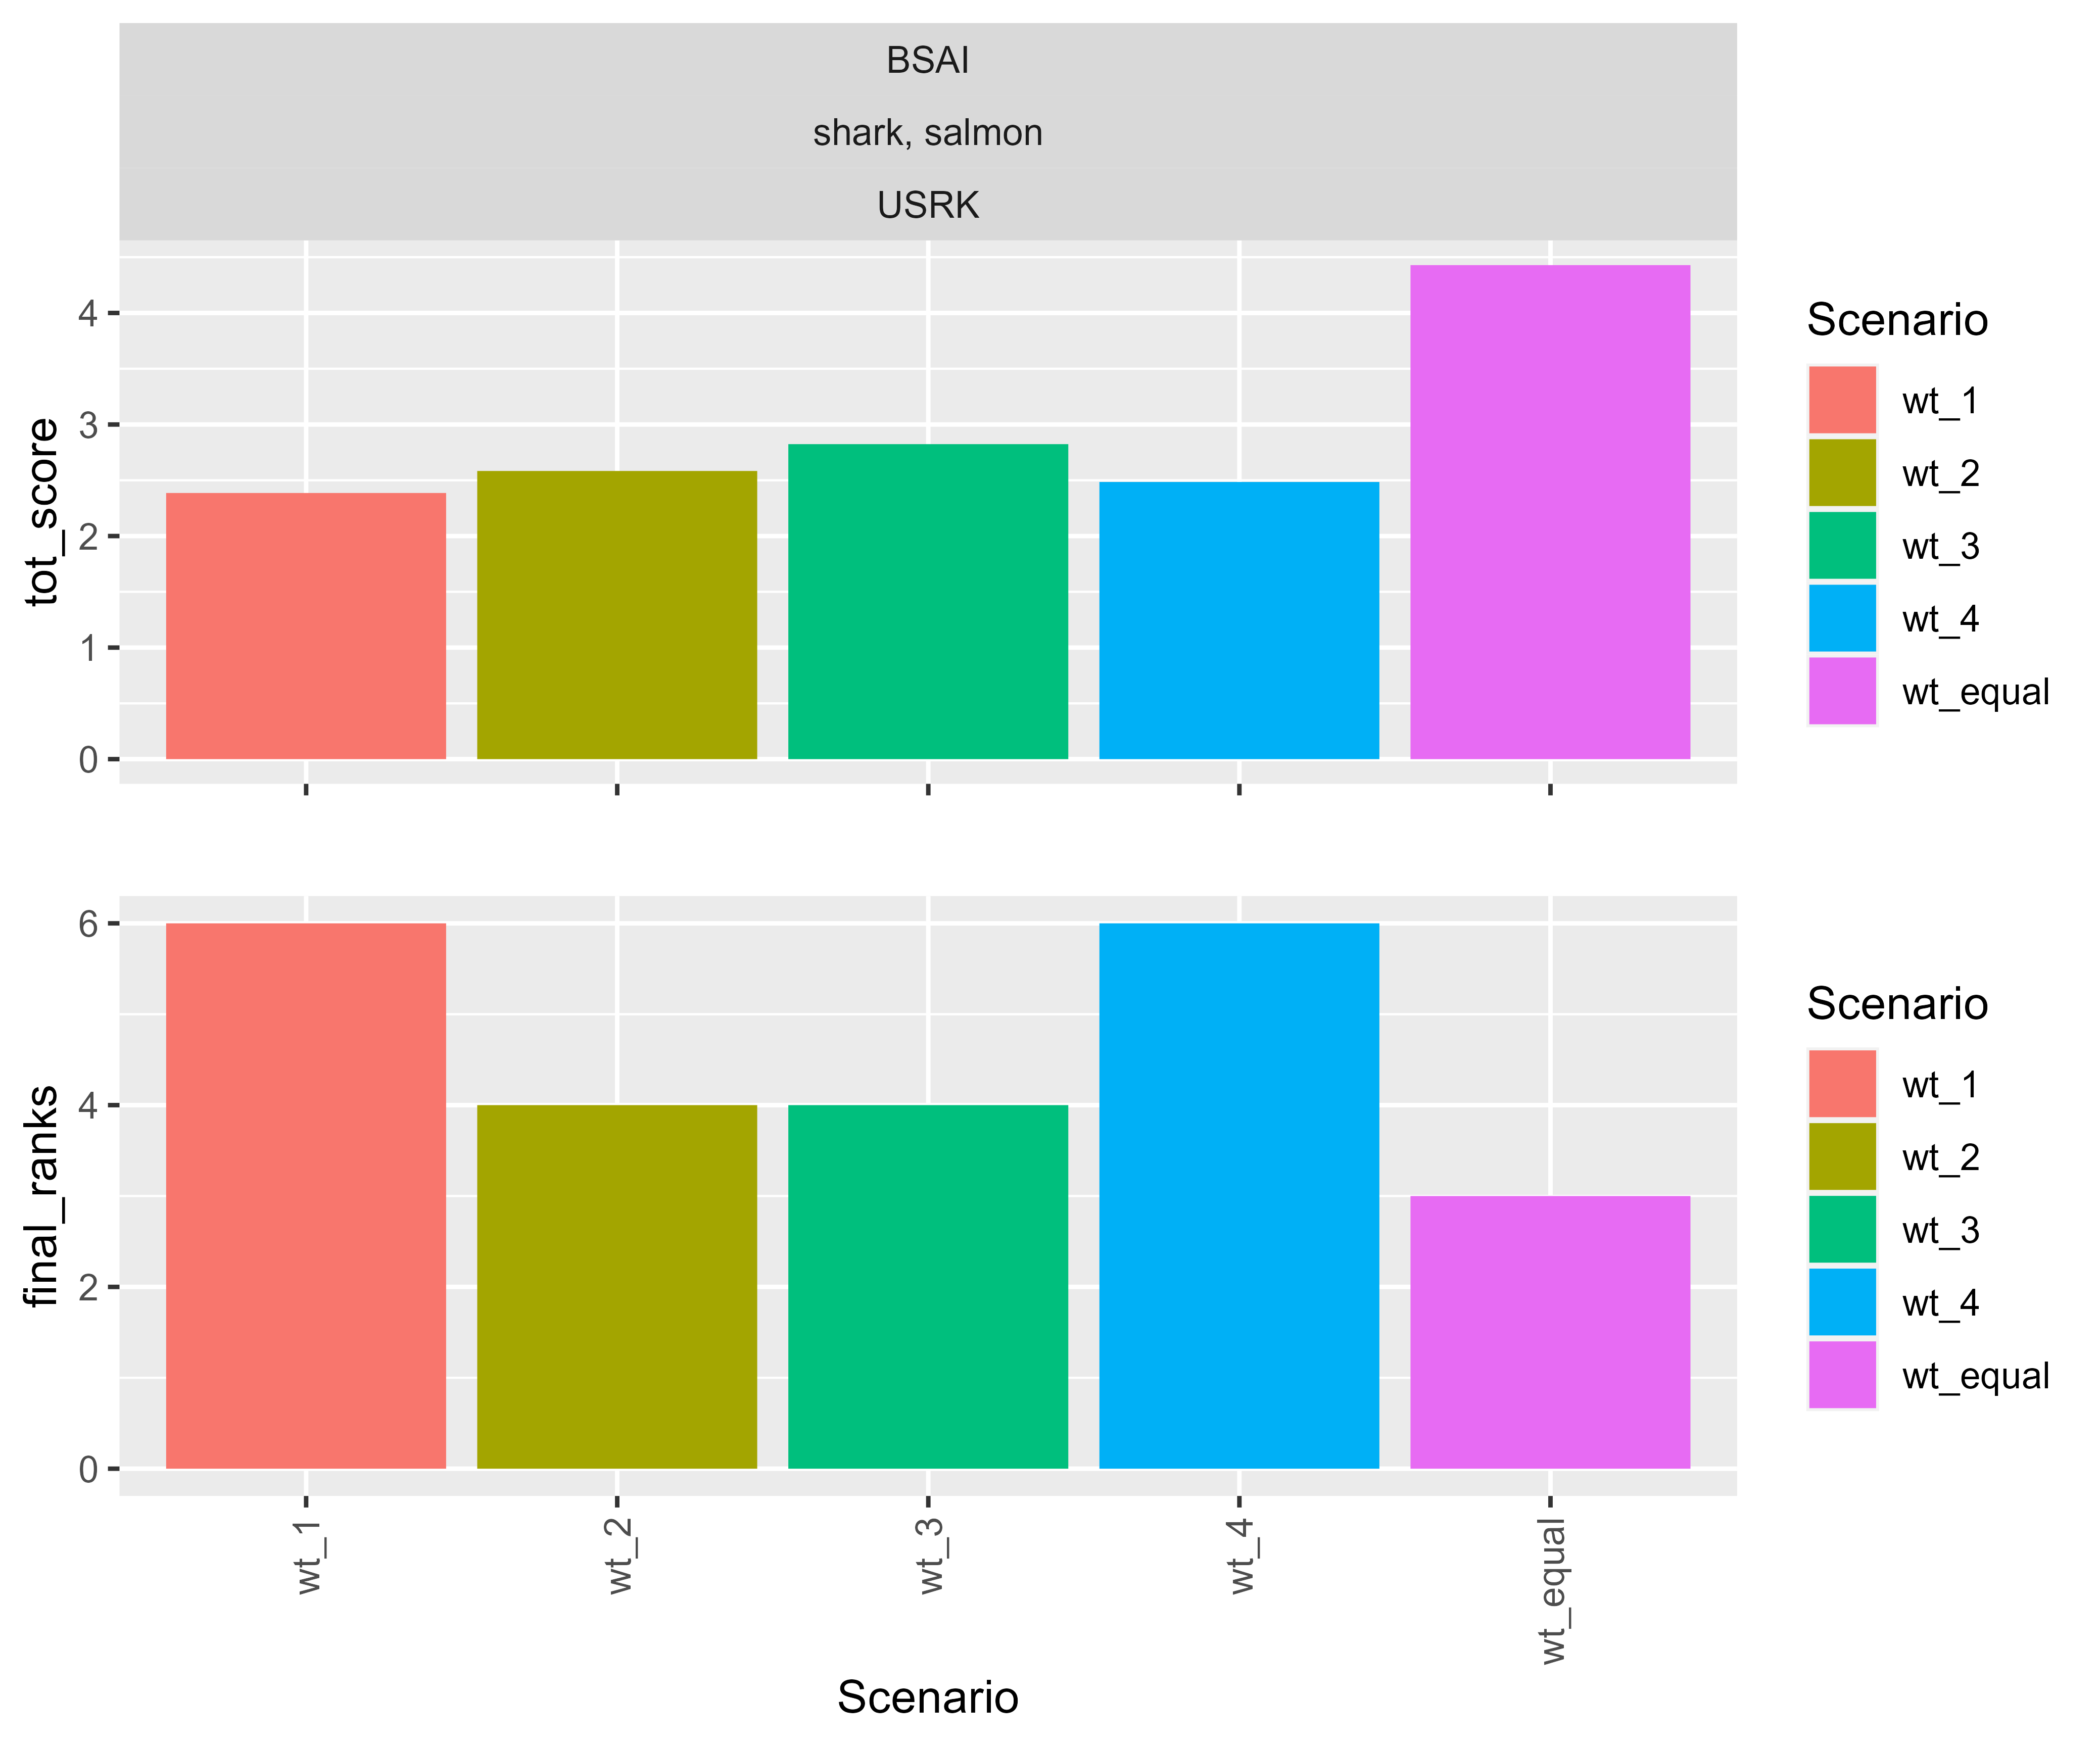 BSAI
shark, salmon
USRK
tot_score
4
3
2
1
0
Scenario
wt_1
wt_2
wt_3
wt_4
wt_equal
final_ranks
6
4
2
0
wt_1
wt_2
wt_3
wt_4
wt_equal
Scenario
Scenario
wt_1
wt_2
wt_3
wt_4
wt_equal